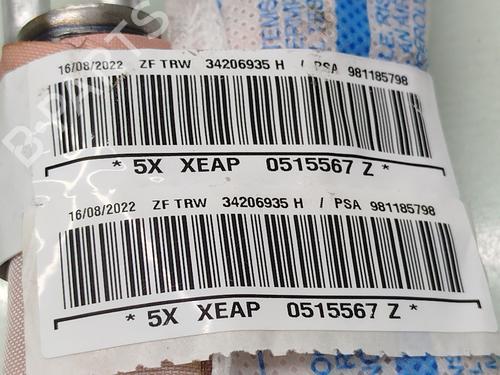 16/08/2022 ZF TRW 34206935 H / PSA 981185798
* 5X XEAP 0515567 Z *
16/08/2022 ZF TRW 34206935 H / PSA 981185798
* 5X XEAP 0515567 Z *
B-PARTS